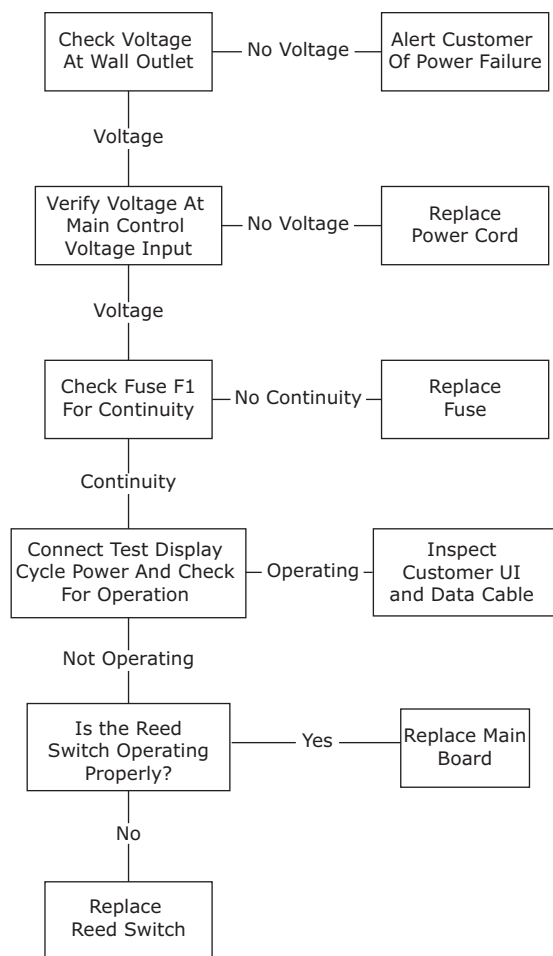 Check Voltage
At Wall Outlet
No Voltage
Alert Customer
Of Power Failure
Voltage
Verify Voltage At
Main Control
Voltage Input
No Voltage
Replace
Power Cord
Voltage
Check Fuse F1
For Continuity
No Continuity
Replace
Fuse
Continuity
Connect Test Display
Cycle Power And Check
For Operation
Operating
Inspect
Customer UI
and Data Cable
Not Operating
Is the Reed
Switch Operating
Properly?
Yes
Replace Main
Board
No
Replace
Reed Switch